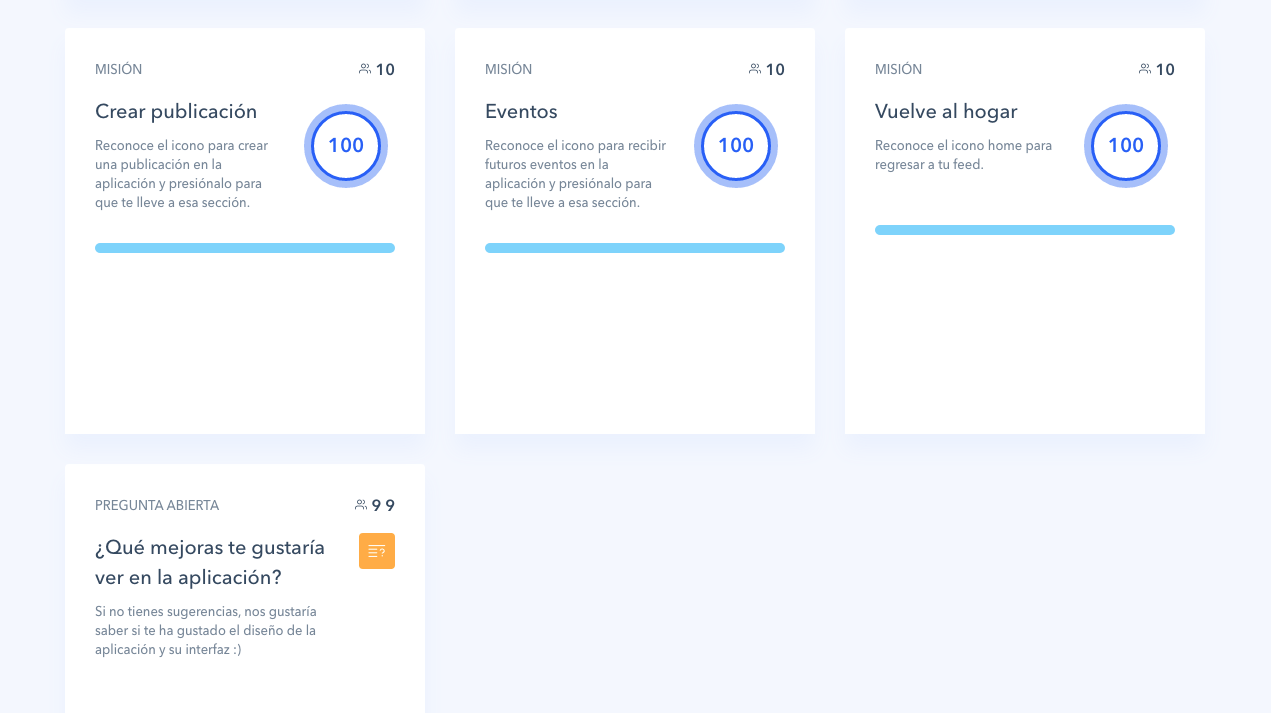 MISIÓN 10
Crear publicación
100
Reconoce el icono para crear
una publicación en la
aplicación y presiónalo para
que te lleve a esa sección.
MISIÓN 10
Eventos
100
Reconoce el icono para recibir
futuros eventos en la
aplicación y presiónalo para
que te lleve a esa sección.
MISIÓN 10
Vuelve al hogar
100
Reconoce el icono home para
regresar a tu feed.
PREGUNTA ABIERTA 9 9
¿Qué mejoras te gustaría
ver en la aplicación?
Si no tienes sugerencias, nos gustaría
saber si te ha gustado el diseño de la
aplicación y su interfaz :)